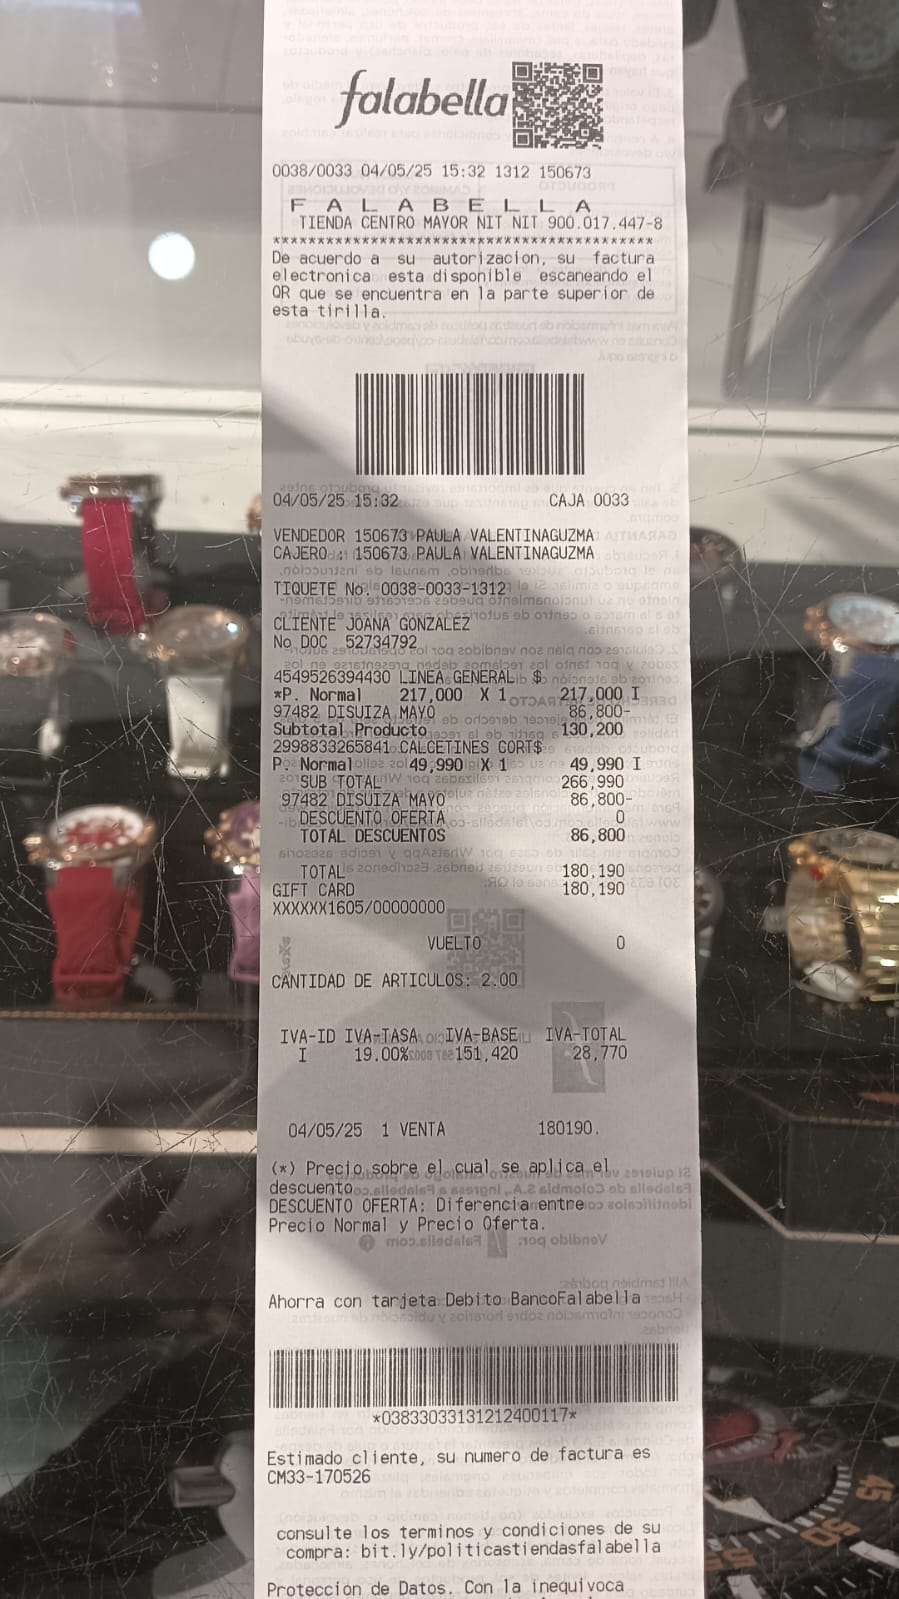 falabella
0038/0033 04/05/25 15:32 1312 150673
F A L A B E L L A
TIENDA CENTRO MAYOR NIT NIT 900.017.447-8
*******************************************
De acuerdo a su autorizacion, su factura
electronica esta disponible escaneando el
QR que se encuentra en la parte superior de
esta tirilla.
04/05/25 15:32 CAJA 0033
VENDEDOR 150673 PAULA VALENTINAGUZMA
CAJERO : 150673 PAULA VALENTINAGUZMA
TIQUETE No. 0038-0033-1312
CLIENTE JOANA GONZALEZ
No DOC 52734792
4549526394430 LINEA GENERAL $
*P. Normal 217,000 X 1 217,000 I
97482 DISUIZA MAYO 86,800-
Subtotal Producto 130,200
2998833265841 CALCETINES CORT$
P. Normal 49,990 X 1 49,990 I
SUB TOTAL 266,990
97482 DISUIZA MAYO 86,800-
DESCUENTO OFERTA 0
TOTAL DESCUENTOS 86,800
TOTAL 180,190
GIFT CARD 180,190
XXXXXX1605/00000000
VUELTO 0
CANTIDAD DE ARTICULOS: 2.00
IVA-ID IVA-TASA IVA-BASE IVA-TOTAL
I 19.00% 151,420 28,770
04/05/25 1 VENTA 180190.
(*) Precio sobre el cual se aplica el
descuento
DESCUENTO OFERTA: Diferencia entre
Precio Normal y Precio Oferta.
Ahorra con tarjeta Debito BancoFalabella
*03833033131212400117*
Estimado cliente, su numero de factura es
CM33-170526
consulte los terminos y condiciones de su
compra: bit.ly/politicastiendasfalabella
Proteccion de Datos. Con la inequivoca